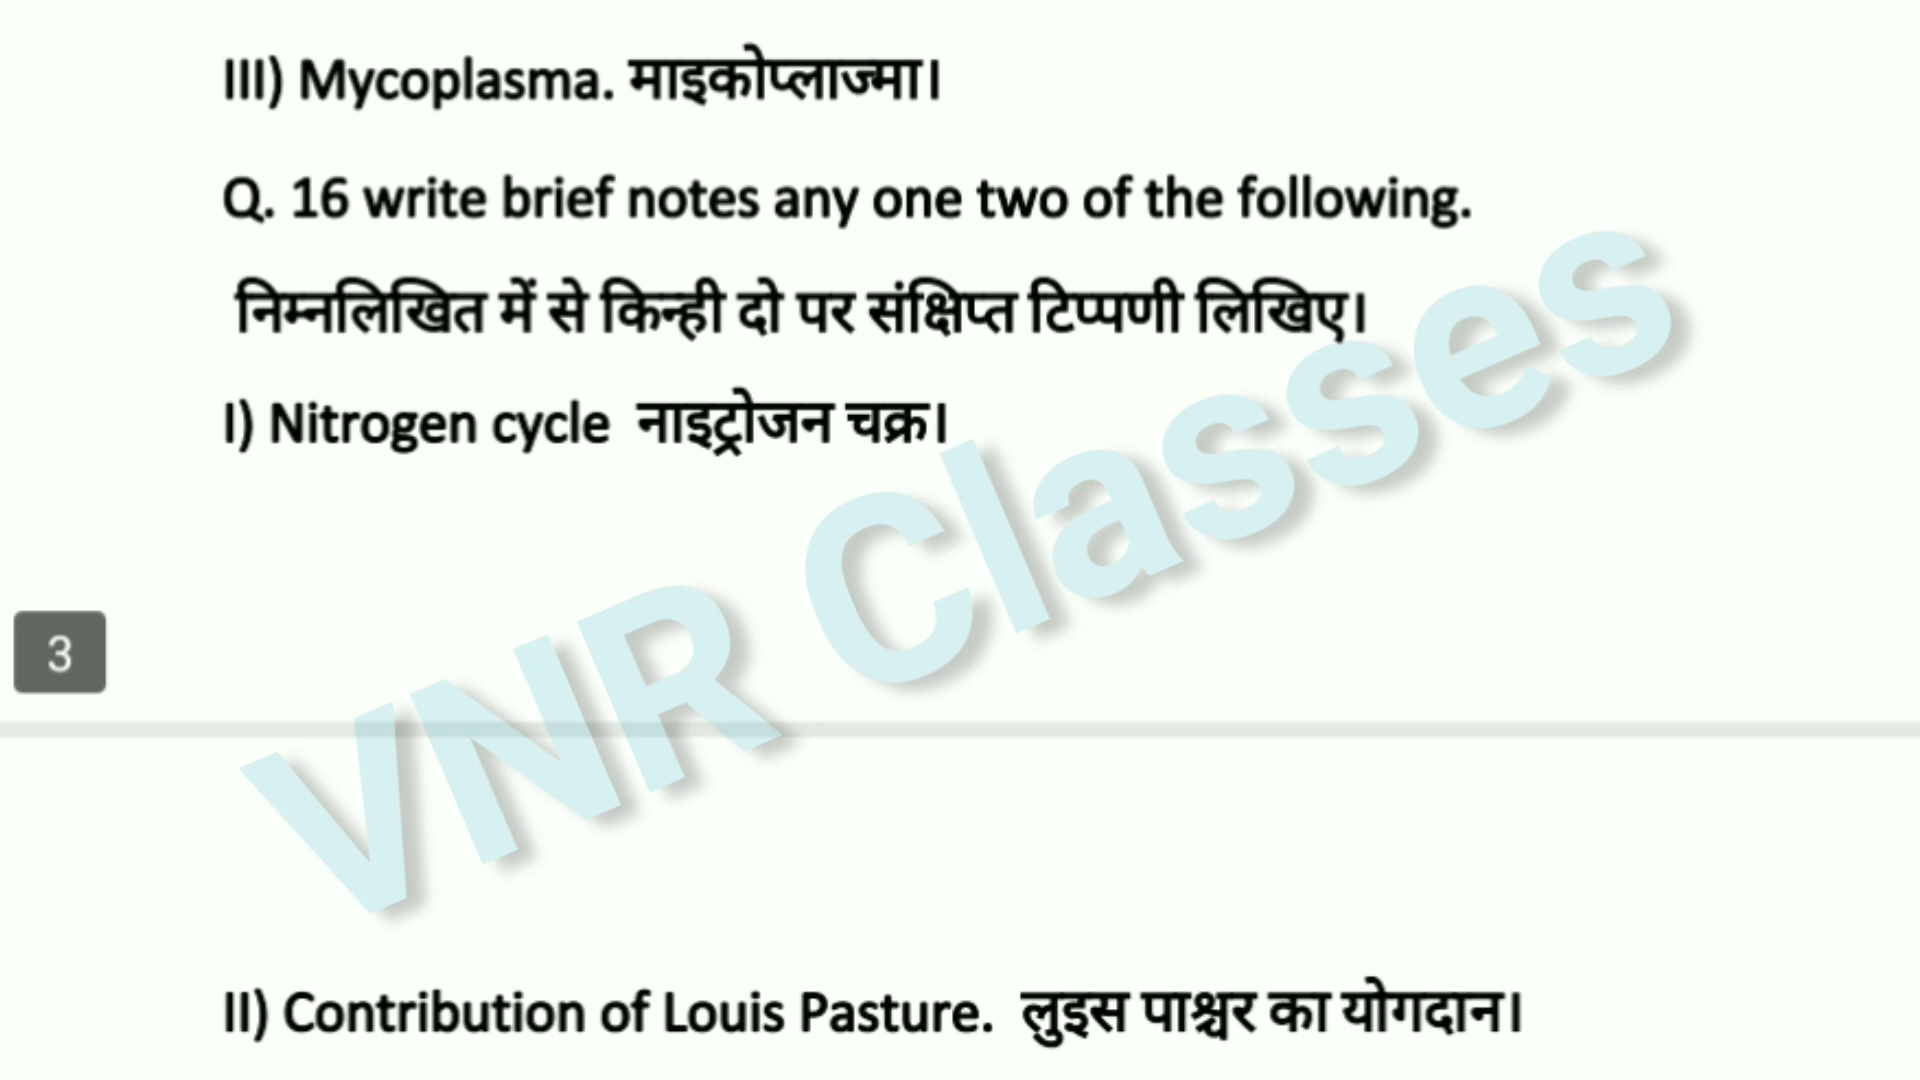 III) Mycoplasma. माइकोप्लाज्मा।
Q. 16 write brief notes any one two of the following.
निम्नलिखित में से किन्ही दो पर संक्षिप्त टिप्पणी लिखिए।
I) Nitrogen cycle नाइट्रोजन चक्र।
3
VNR Classes
II) Contribution of Louis Pasture. लुइस पाश्चर का योगदान।